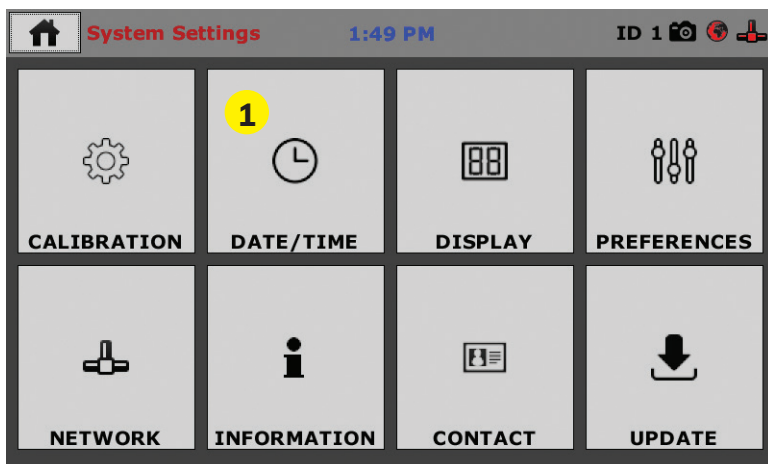 System Settings 1:49 PM ID 1
1
CALIBRATION DATE/TIME DISPLAY PREFERENCES
NETWORK INFORMATION CONTACT UPDATE